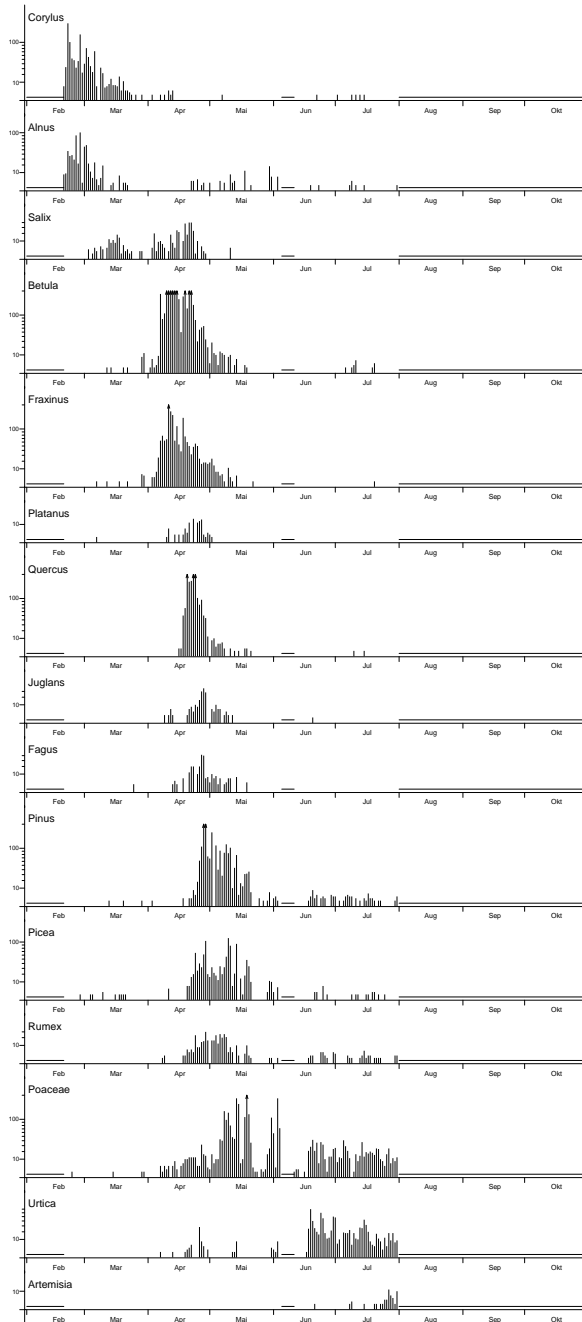 Corylus
100
10
Feb Mar Apr Mai Jun Jul Aug Sep Okt
Alnus
100
10
Feb Mar Apr Mai Jun Jul Aug Sep Okt
Salix
10
Feb Mar Apr Mai Jun Jul Aug Sep Okt
Betula
100
10
Feb Mar Apr Mai Jun Jul Aug Sep Okt
Fraxinus
100
10
Feb Mar Apr Mai Jun Jul Aug Sep Okt
Platanus
10
Feb Mar Apr Mai Jun Jul Aug Sep Okt
Quercus
100
10
Feb Mar Apr Mai Jun Jul Aug Sep Okt
Juglans
10
Feb Mar Apr Mai Jun Jul Aug Sep Okt
Fagus
10
Feb Mar Apr Mai Jun Jul Aug Sep Okt
Pinus
100
10
Feb Mar Apr Mai Jun Jul Aug Sep Okt
Picea
100
10
Feb Mar Apr Mai Jun Jul Aug Sep Okt
Rumex
10
Feb Mar Apr Mai Jun Jul Aug Sep Okt
Poaceae
100
10
Feb Mar Apr Mai Jun Jul Aug Sep Okt
Urtica
10
Feb Mar Apr Mai Jun Jul Aug Sep Okt
Artemisia
10
Feb Mar Apr Mai Jun Jul Aug Sep Okt